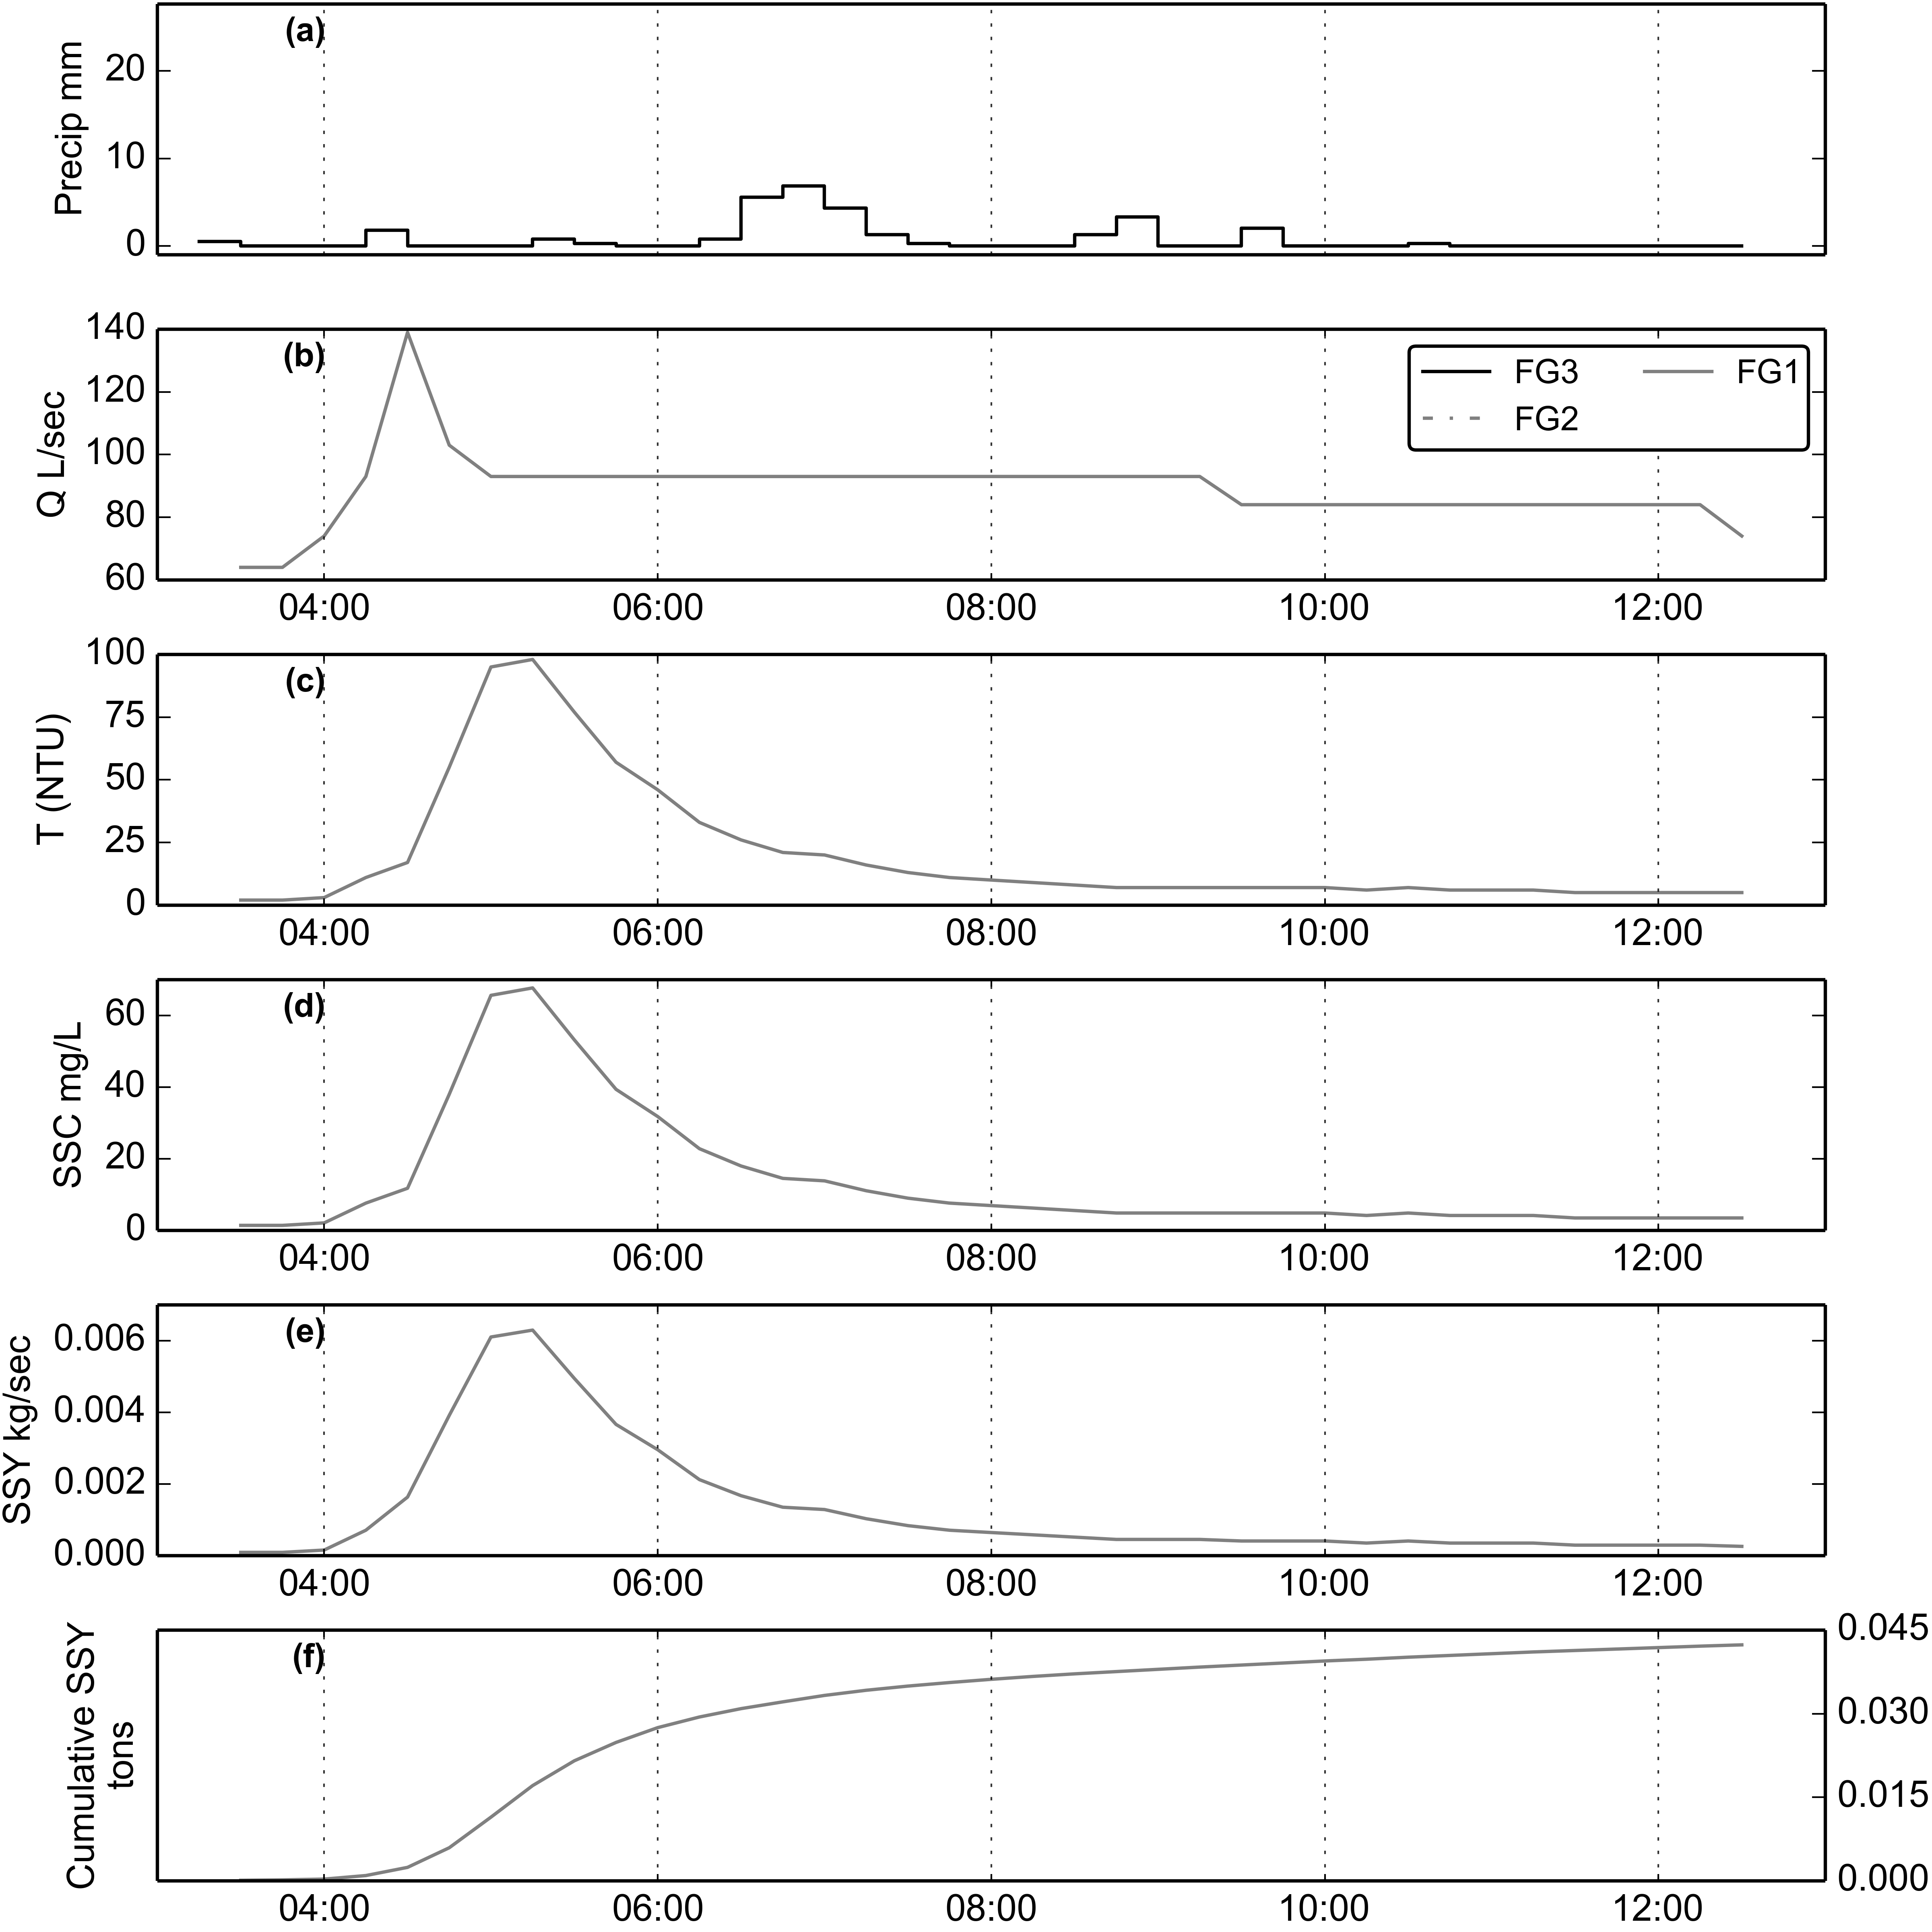 (a)
Precip mm
20
10
0
(b)
Q L/sec
140
120
100
80
60
FG3 FG1
FG2
04:00 06:00 08:00 10:00 12:00
(c)
T (NTU)
100
75
50
25
0
04:00 06:00 08:00 10:00 12:00
(d)
SSC mg/L
60
40
20
0
04:00 06:00 08:00 10:00 12:00
(e)
SSY kg/sec
0.006
0.004
0.002
0.000
04:00 06:00 08:00 10:00 12:00
(f)
Cumulative SSY
tons
0.045
0.030
0.015
0.000
04:00 06:00 08:00 10:00 12:00